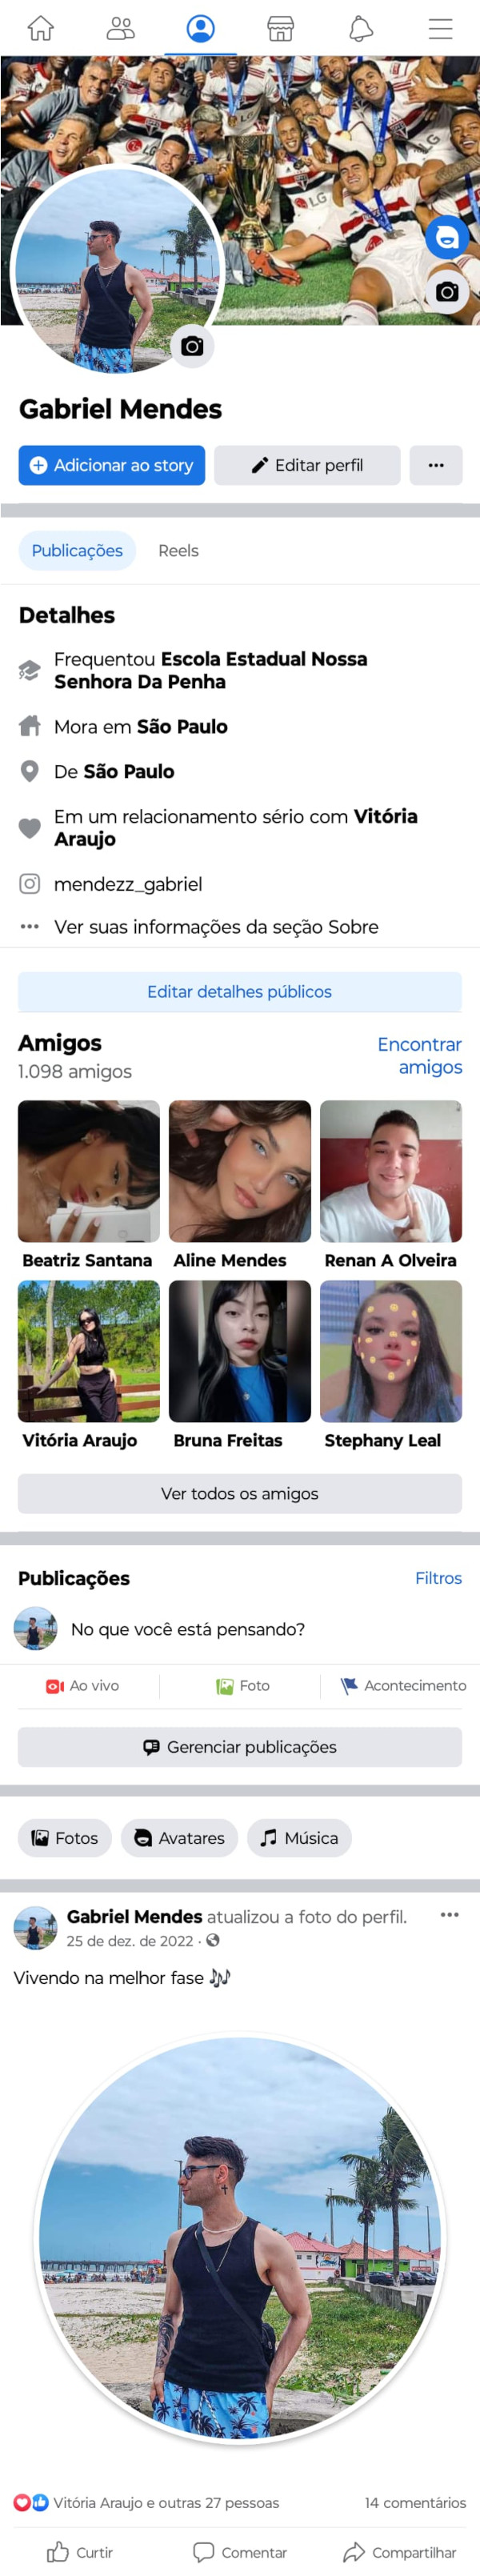 LG
LG
Gabriel Mendes
Adicionar ao story
Editar perfil
Publicações
Reels
Detalhes
Frequentou Escola Estadual Nossa
Senhora Da Penha
Mora em São Paulo
De São Paulo
Em um relacionamento sério com Vitória
Araujo
mendezz_gabriel
Ver suas informações da seção Sobre
Editar detalhes públicos
Amigos
Encontrar
amigos
1.098 amigos
Beatriz Santana
Aline Mendes
Renan A Olveira
Vitória Araujo
Bruna Freitas
Stephany Leal
Ver todos os amigos
Publicações
Filtros
No que você está pensando?
Ao vivo
Foto
Acontecimento
Gerenciar publicações
Fotos
Avatares
Música
Gabriel Mendes atualizou a foto do perfil.
25 de dez. de 2022 ·
Vivendo na melhor fase 🎶
Vitória Araujo e outras 27 pessoas
14 comentários
Curtir
Comentar
Compartilhar